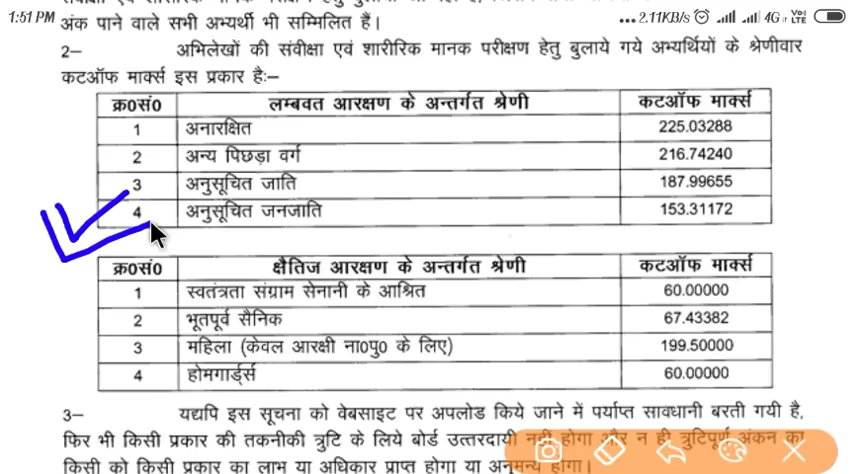 1:51 PM ... 2.11KB/s 4G VoLTE
अंक पाने वाले सभी अभ्यर्थी भी सम्मिलित हैं।
2– अभिलेखों की संवीक्षा एवं शारीरिक मानक परीक्षण हेतु बुलाये गये अभ्यर्थियों के श्रेणीवार
कटऑफ मार्क्स इस प्रकार है:–
क्र0सं0 लम्बवत आरक्षण के अन्तर्गत श्रेणी कटऑफ मार्क्स
1 अनारक्षित 225.03288
2 अन्य पिछड़ा वर्ग 216.74240
3 अनुसूचित जाति 187.99655
4 अनुसूचित जनजाति 153.31172
क्र0सं0 क्षैतिज आरक्षण के अन्तर्गत श्रेणी कटऑफ मार्क्स
1 स्वतंत्रता संग्राम सेनानी के आश्रित 60.00000
2 भूतपूर्व सैनिक 67.43382
3 महिला (केवल आरक्षी ना0पु0 के लिए) 199.50000
4 होमगार्ड्स 60.00000
3– यद्यपि इस सूचना को वेबसाइट पर अपलोड किये जाने में पर्याप्त सावधानी बरती गयी है,
फिर भी किसी प्रकार की तकनीकी त्रुटि के लिये बोर्ड उत्तरदायी नहीं होगा और न ही त्रुटिपूर्ण अंकन का
किसी को किसी प्रकार का लाभ या अधिकार प्राप्त होगा या अनुमन्य होगा।